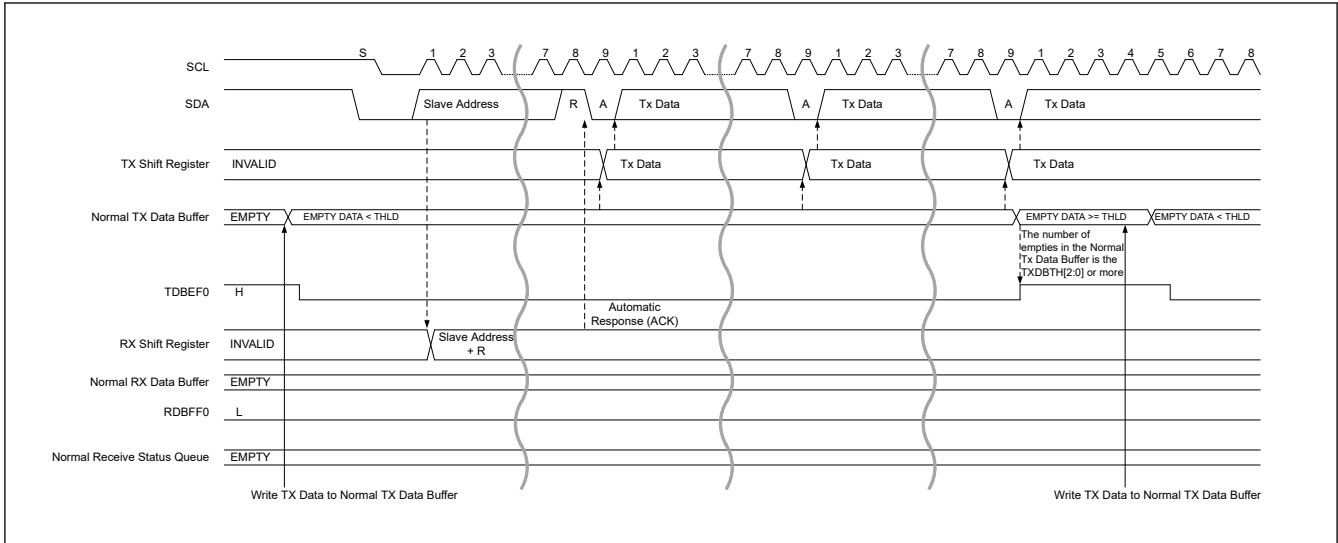 S 1 2 3 7 8 9 1 2 3 7 8 9 1 2 3 7 8 9 1 2 3 4 5 6 7 8
SCL
SDA Slave Address R A Tx Data A Tx Data A Tx Data
TX Shift Register INVALID Tx Data Tx Data Tx Data
Normal TX Data Buffer EMPTY EMPTY DATA < THLD EMPTY DATA >= THLD EMPTY DATA < THLD
The number of
empties in the Normal
Tx Data Buffer is the
TXDBTH[2:0] or more
TDBEF0 H
Automatic
Response (ACK)
RX Shift Register INVALID Slave Address
+ R
Normal RX Data Buffer EMPTY
RDBFF0 L
Normal Receive Status Queue EMPTY
Write TX Data to Normal TX Data Buffer Write TX Data to Normal TX Data Buffer